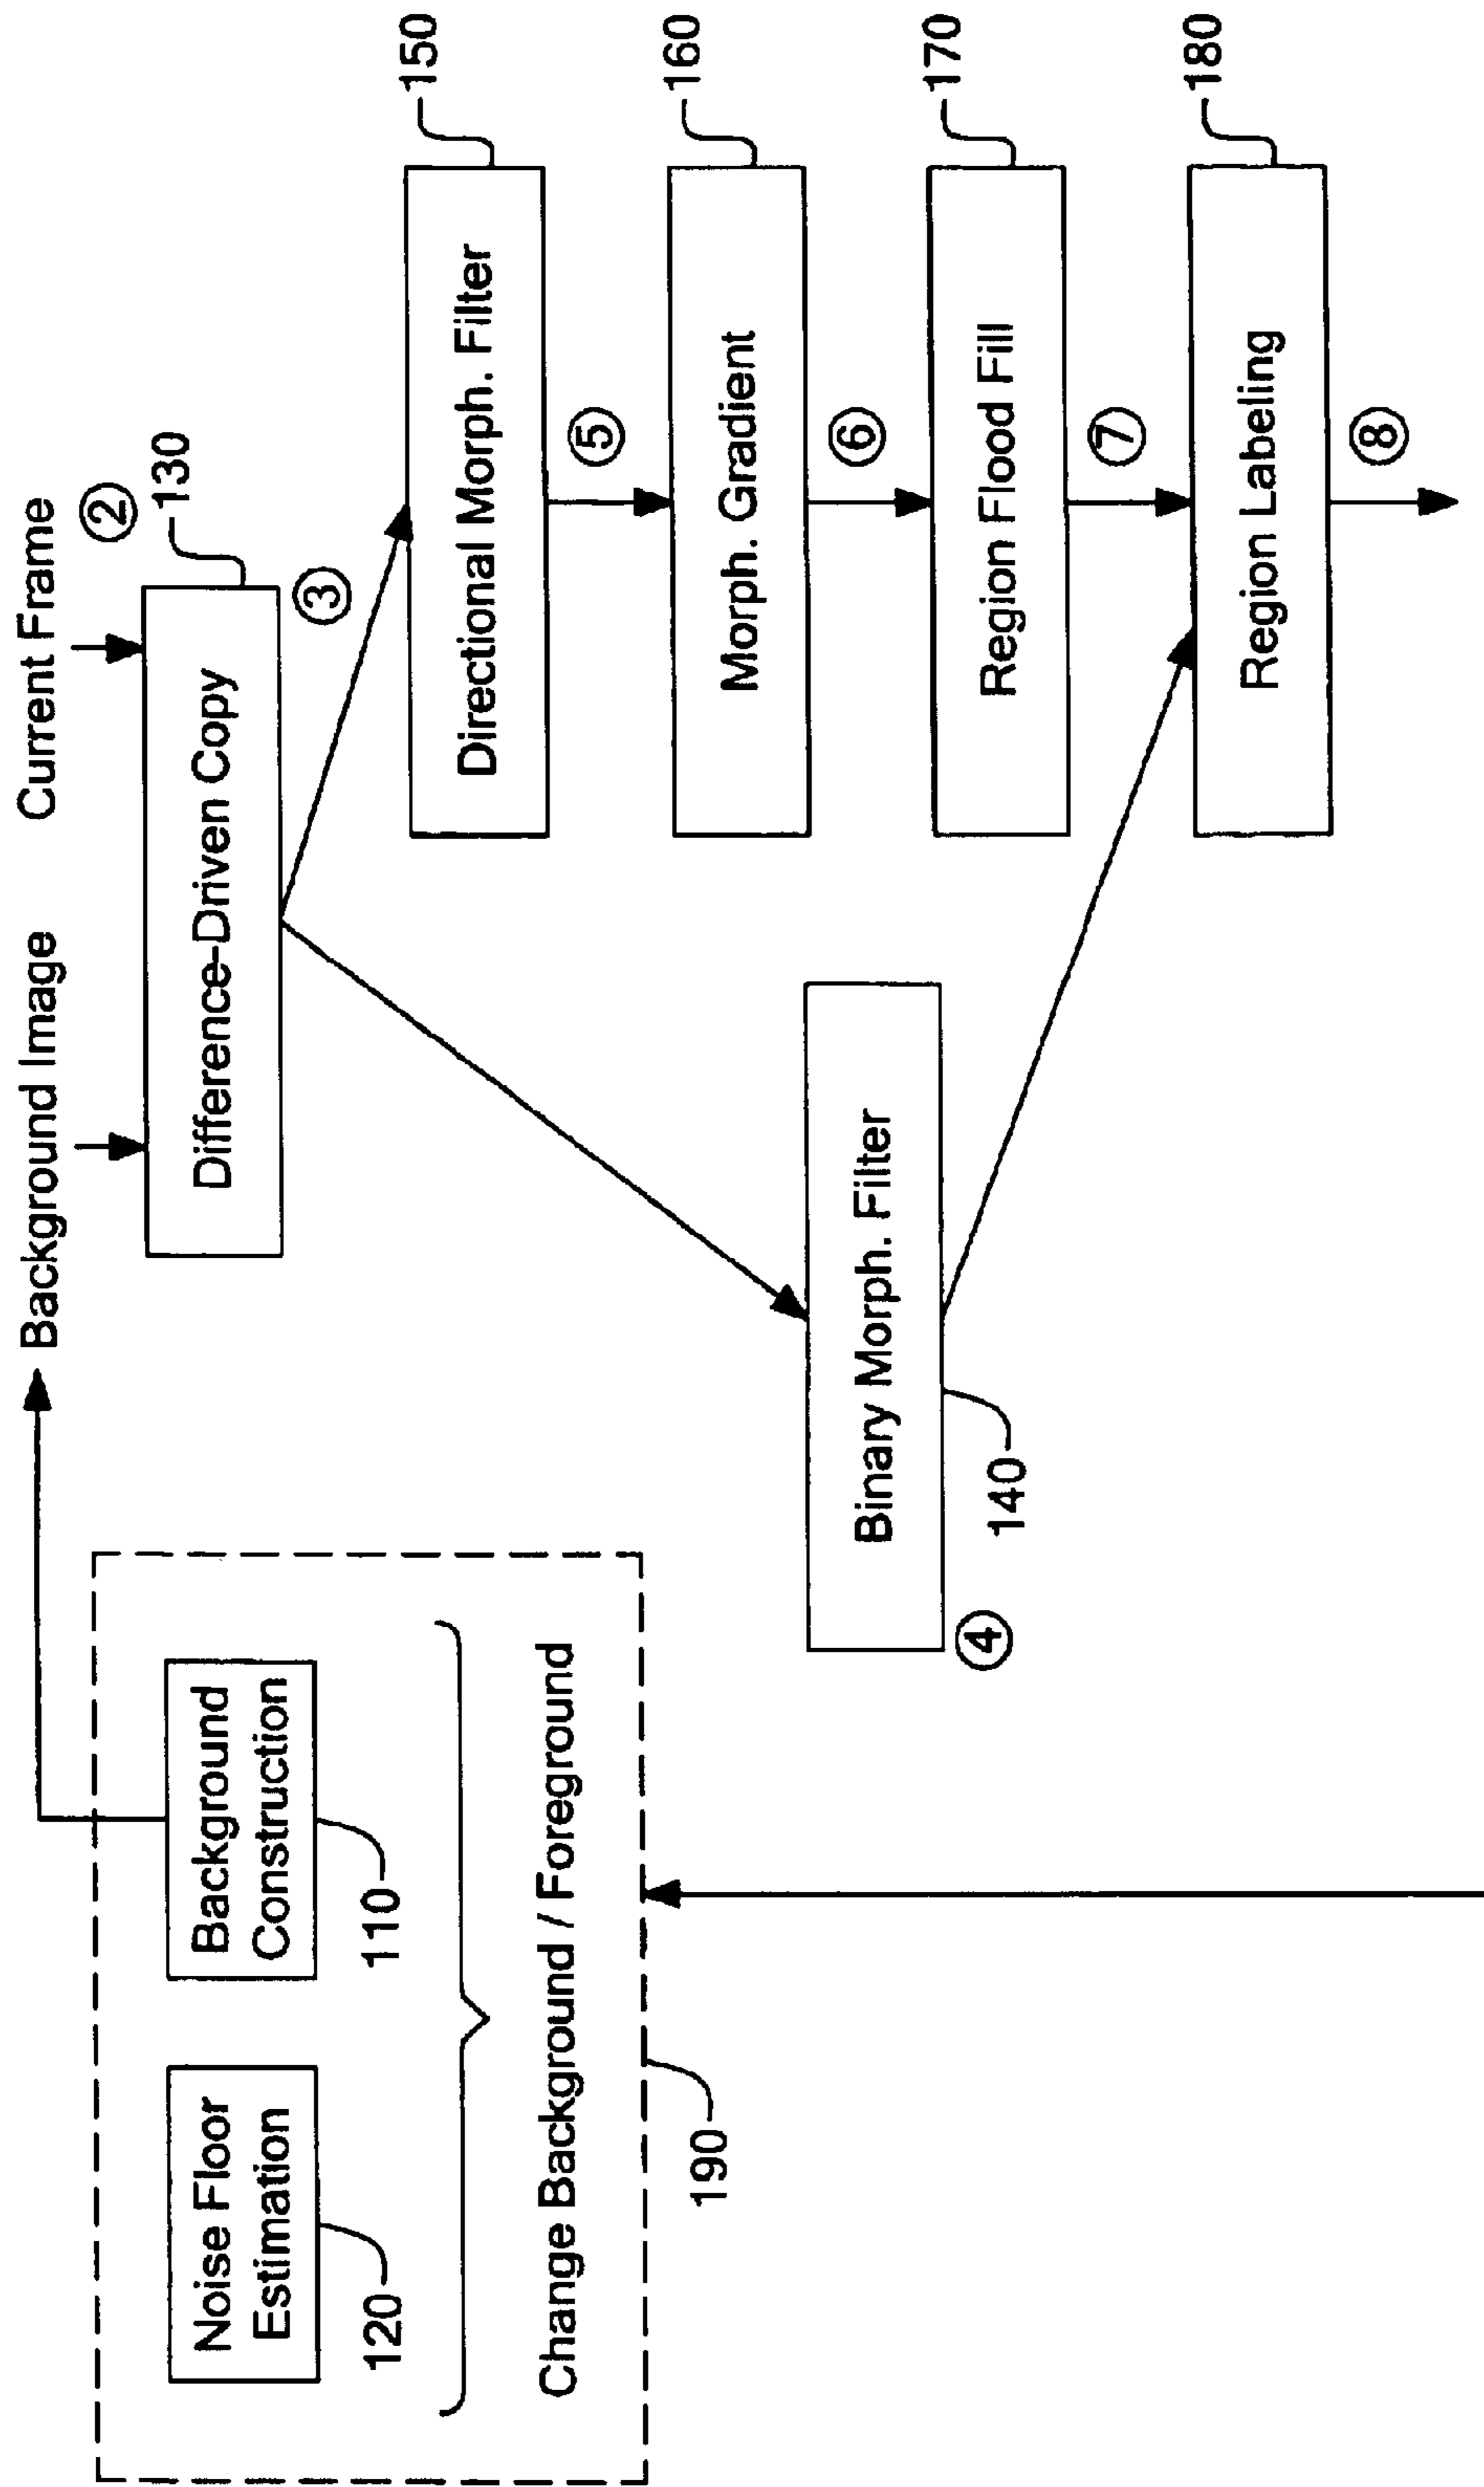 Background Image
Current Frame
②
Difference-Driven Copy
130
③
Noise Floor
Estimation
120
Background
Construction
110
Change Background / Foreground
190
Directional Morph. Filter
150
⑤
Morph. Gradient
160
Binary Morph. Filter
140
④
⑥
Region Flood Fill
170
⑦
Region Labeling
180
⑧